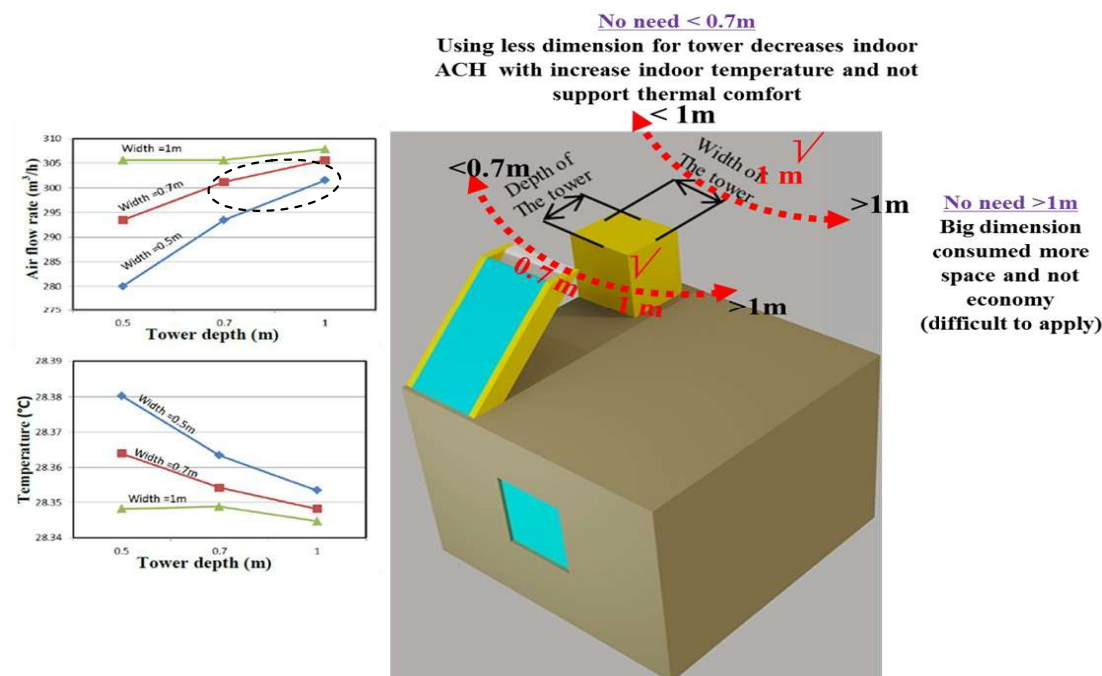 No need < 0.7m
Using less dimension for tower decreases indoor
ACH with increase indoor temperature and not
support thermal comfort
310
305
300
295
290
285
280
275
Air flow rate (m³/h)
Width =1m
Width =0.7m
Width =0.5m
0.5
0.7
1
Tower depth (m)
28.39
28.38
28.37
28.36
28.35
28.34
Temperature (°C)
Width =0.5m
Width =0.7m
Width =1m
0.5
0.7
1
Tower depth (m)
< 1m
√
<0.7m
Depth of
The tower
Width of
The tower
1 m
>1m
√
0.7 m
1 m
>1m
No need >1m
Big dimension
consumed more
space and not
economy
(difficult to apply)